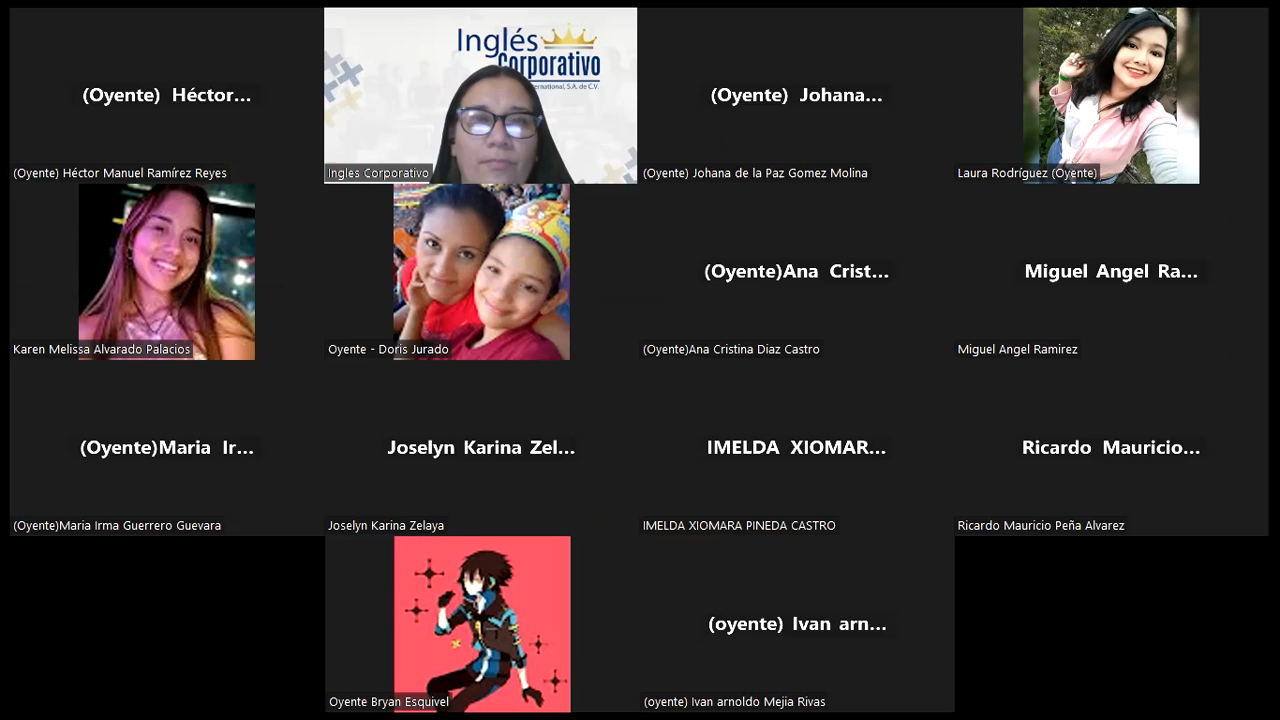 (Oyente) Héctor...
(Oyente) Héctor Manuel Ramírez Reyes
Inglés
Corporativo
International, S.A. de C.V.
Ingles Corporativo
(Oyente) Johana...
(Oyente) Johana de la Paz Gomez Molina
Laura Rodríguez (Oyente)
Karen Melissa Alvarado Palacios
Oyente - Doris Jurado
(Oyente)Ana Crist...
(Oyente)Ana Cristina Diaz Castro
Miguel Angel Ra...
Miguel Angel Ramirez
(Oyente)Maria Ir...
(Oyente)Maria Irma Guerrero Guevara
Joselyn Karina Zel...
Joselyn Karina Zelaya
IMELDA XIOMAR...
IMELDA XIOMARA PINEDA CASTRO
Ricardo Mauricio...
Ricardo Mauricio Peña Alvarez
Oyente Bryan Esquivel
(oyente) Ivan arn...
(oyente) Ivan arnoldo Mejia Rivas